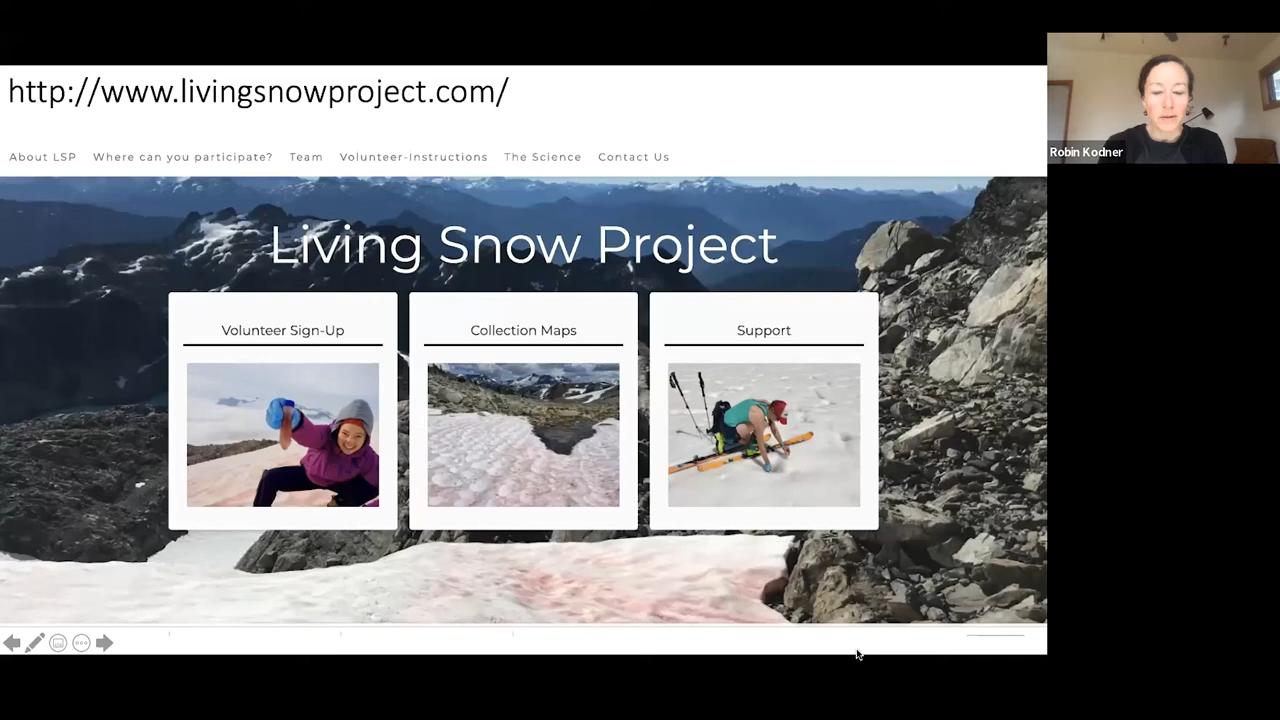 http://www.livingsnowproject.com/
About LSP Where can you participate? Team Volunteer-Instructions The Science Contact Us
Living Snow Project
Volunteer Sign-Up
Collection Maps
Support
Robin Kodner